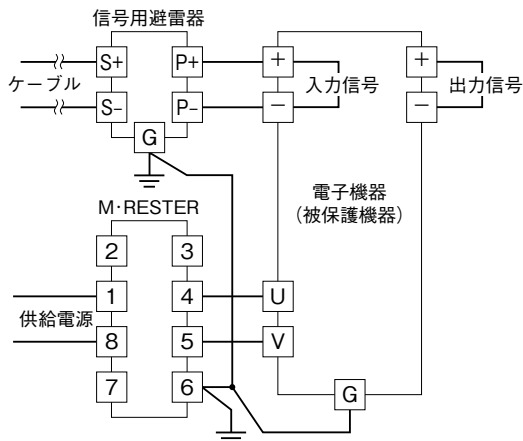 信号用避雷器
S+
P+
+
+
ケーブル
入力信号
出力信号
S−
P−
−
−
G
電子機器
(被保護機器)
M･RESTER
2
3
1
4
U
供給電源
8
5
V
7
6
G